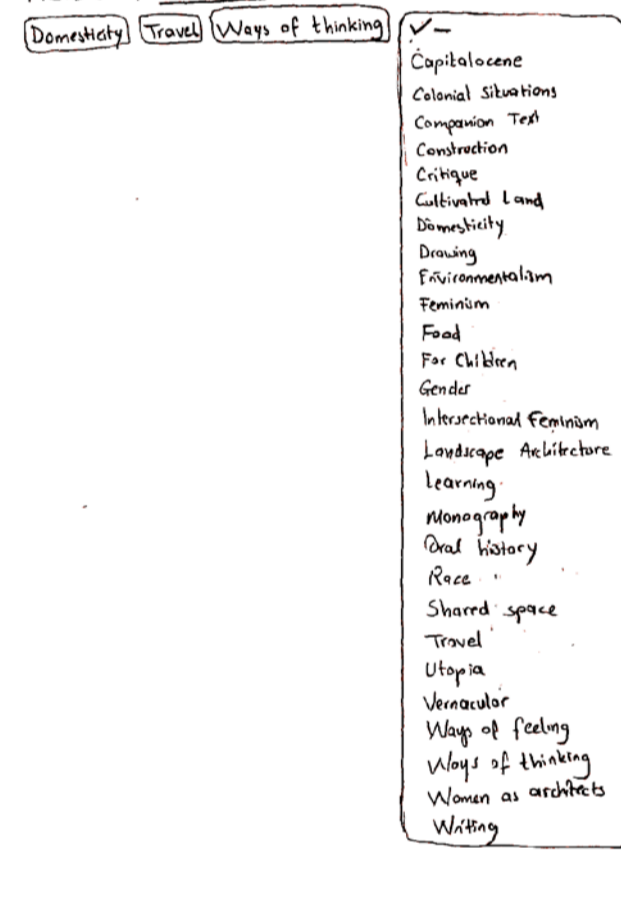 Domesticity Travel Ways of thinking
✓ –
Capitalocene
Colonial Situations
Companion Text
Construction
Critique
Cultivated Land
Domesticity
Drawing
Environmentalism
Feminism
Food
For Children
Gender
Intersectional Feminism
Landscape Architecture
Learning
Monography
Oral history
Race
Shared space
Travel
Utopia
Vernacular
Ways of feeling
Ways of thinking
Women as architects
Writing